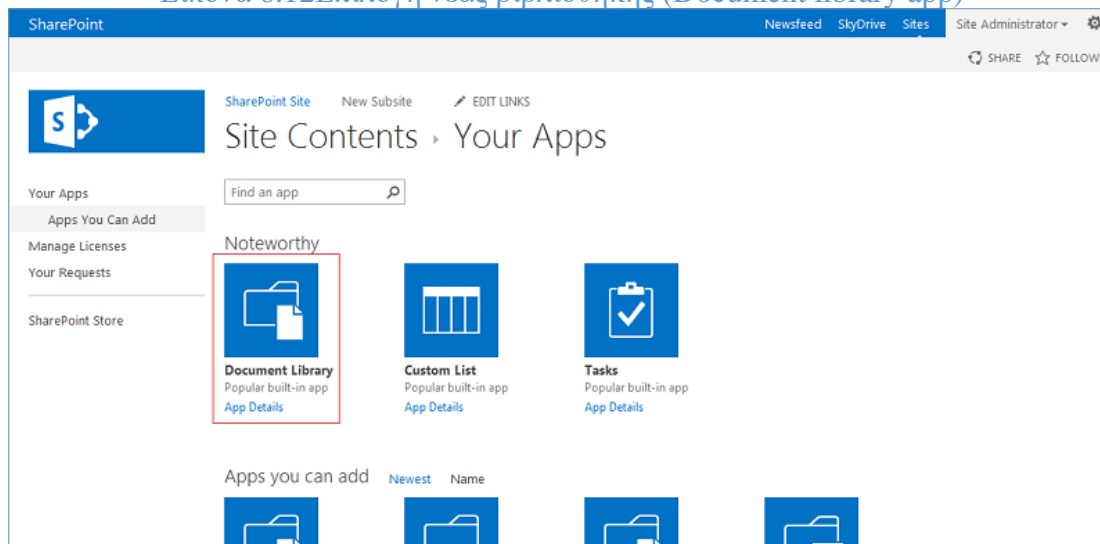 (Document library app)
SharePoint Newsfeed SkyDrive Sites Site Administrator
SHARE FOLLOW
S
SharePoint Site New Subsite EDIT LINKS
Site Contents Your Apps
Find an app
Your Apps
Apps You Can Add
Manage Licenses
Your Requests
SharePoint Store
Noteworthy
Document Library Custom List Tasks
Popular built-in app Popular built-in app Popular built-in app
App Details App Details App Details
Apps you can add Newest Name